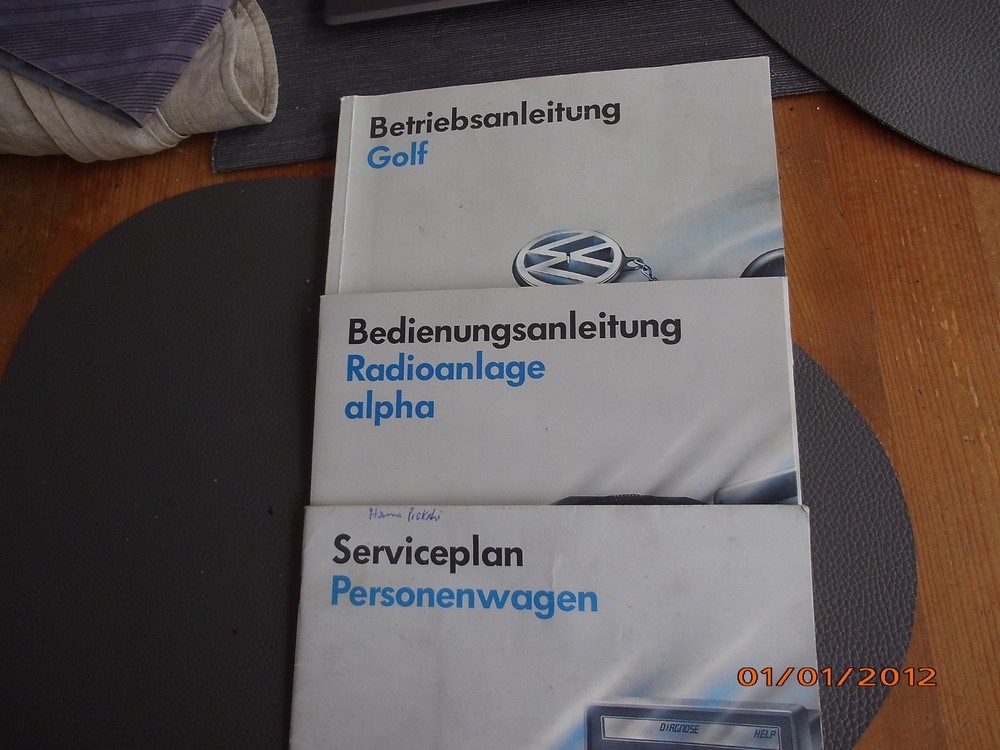 Betriebsanleitung
Golf
Bedienungsanleitung
Radioanlage
alpha
Serviceplan
Personenwagen
01/01/2012
DIAGNOSE HELP